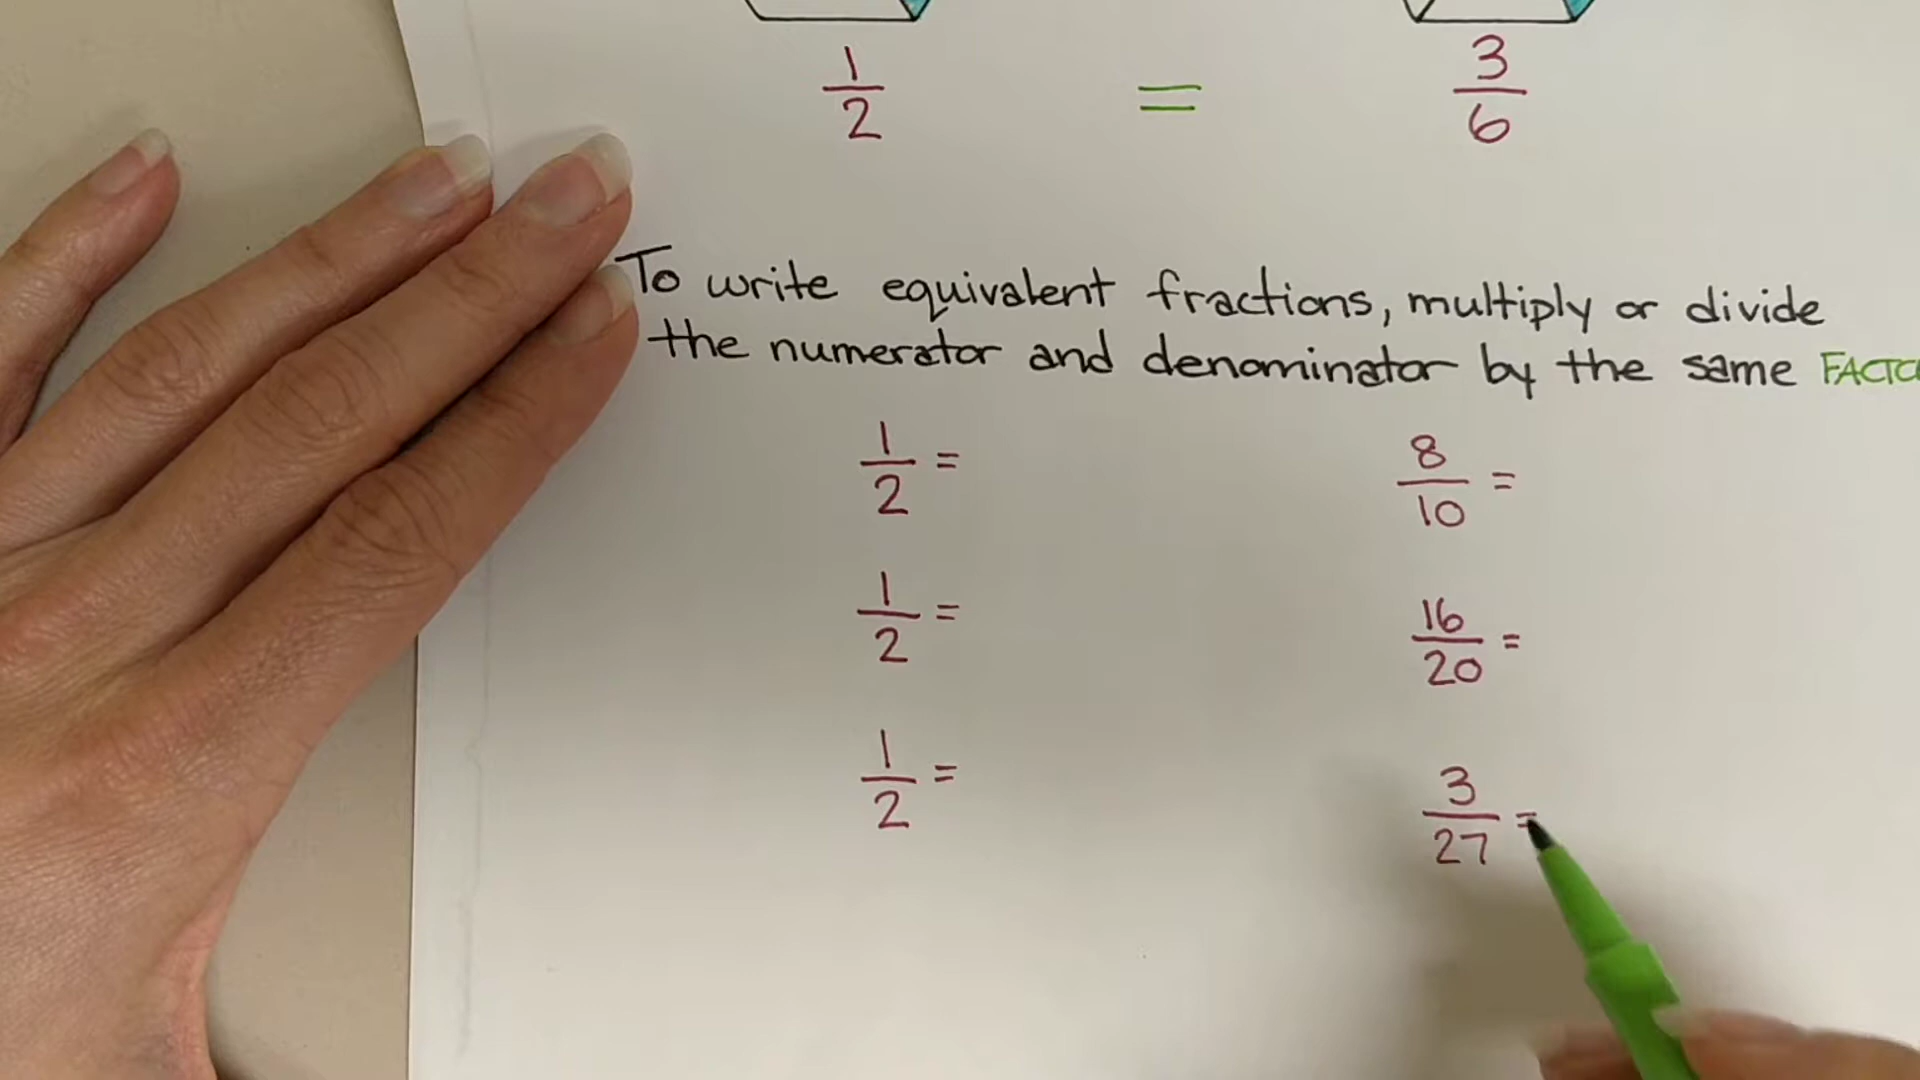 1/2 = 3/6
To write equivalent fractions, multiply or divide
the numerator and denominator by the same
1/2 =
8/10 =
1/2 =
16/20 =
1/2 =
3/27 =